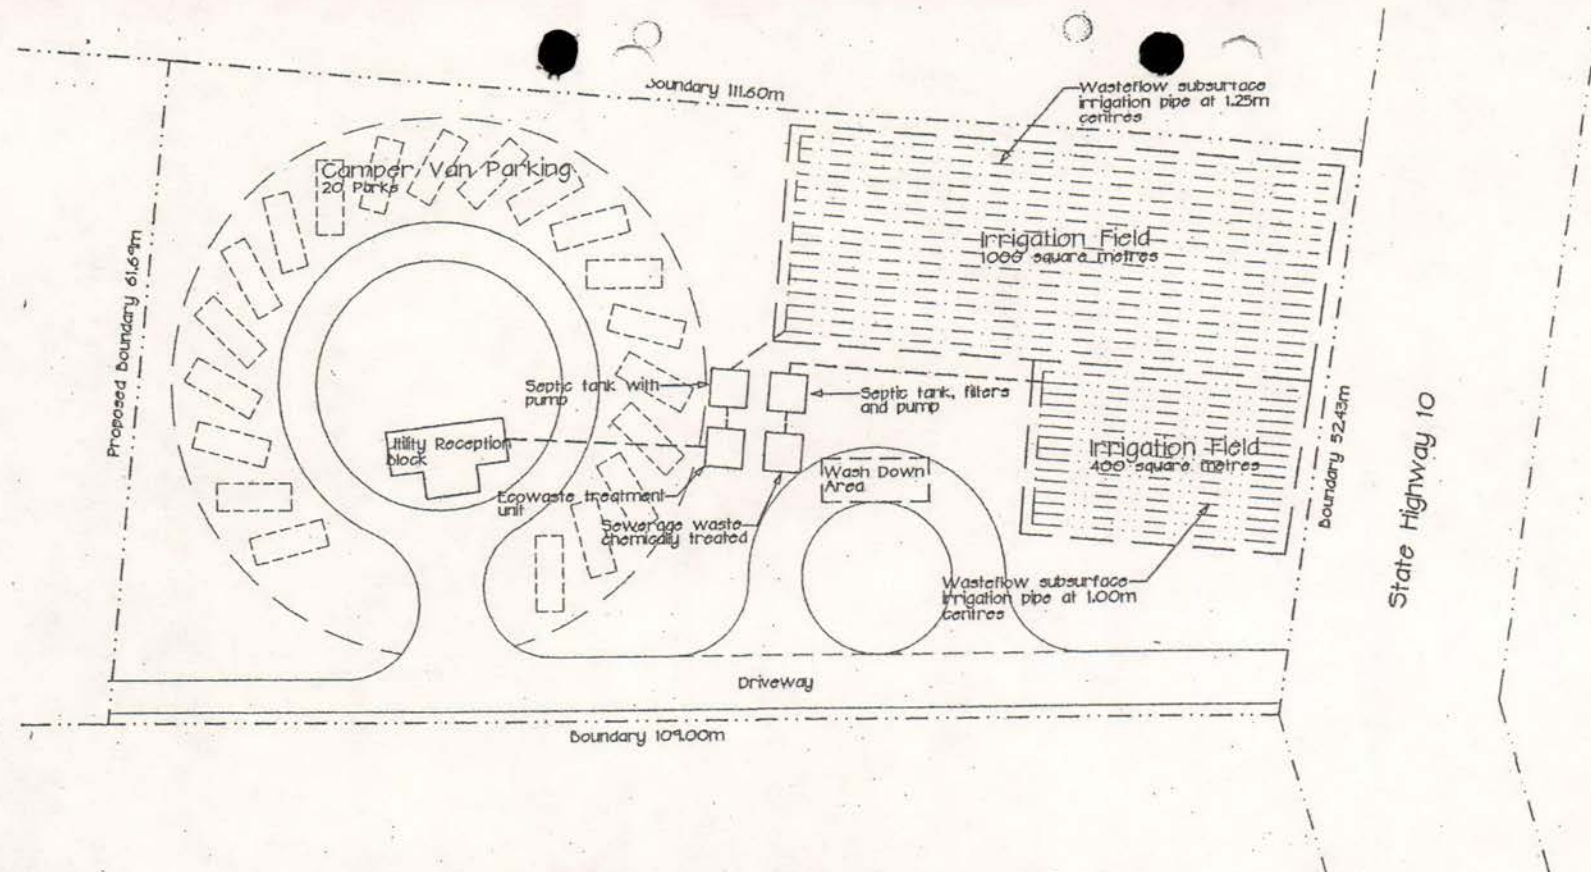 Boundary 111.60m
Wasteflow subsurface
irrigation pipe at 1.25m
centres
Camper Van Parking
20 Parks
Irrigation Field
1000 square metres
Proposed Boundary 61.69m
Septic tank with
pump
Septic tank, filters
and pump
Boundary 52.43m
State Highway 10
Utility Reception
block
Irrigation Field
400 square metres
Wash Down
Area
Ecowaste treatment
unit
Sewerage waste
chemically treated
Wasteflow subsurface
irrigation pipe at 1.00m
centres
Driveway
Boundary 109.00m